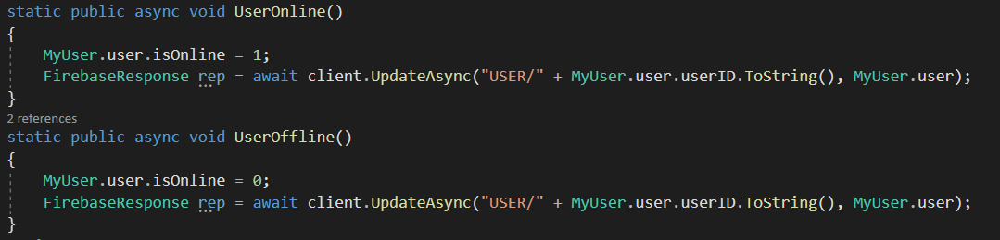 static public async void UserOnline()
{
MyUser.user.isOnline = 1;
FirebaseResponse rep = await client.UpdateAsync("USER/" + MyUser.user.userID.ToString(), MyUser.user);
}
2 references
static public async void UserOffline()
{
MyUser.user.isOnline = 0;
FirebaseResponse rep = await client.UpdateAsync("USER/" + MyUser.user.userID.ToString(), MyUser.user);
}